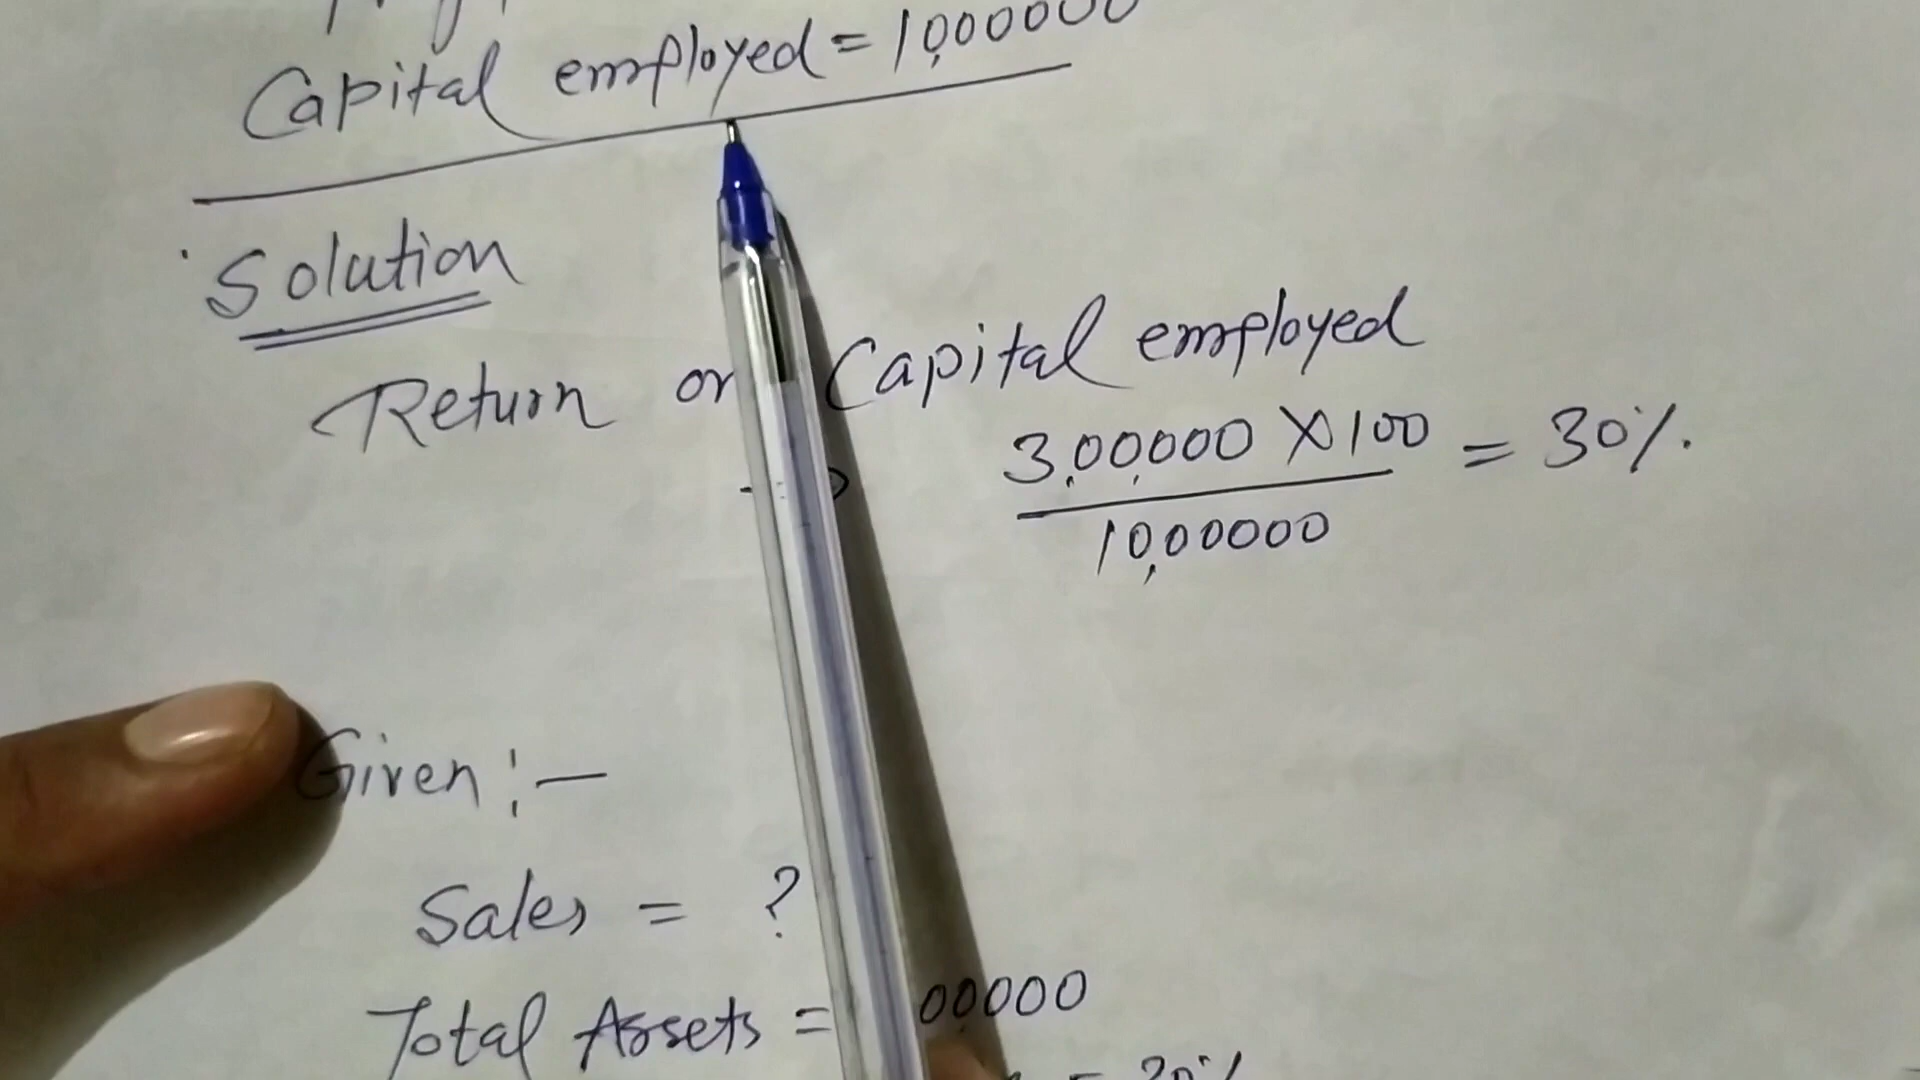 Capital employed = 10,00000
Solution
Return on Capital employed
3,00,000 X 100 = 30%.
10,00000
Given :-
Sales = ?
Total Assets = 00000
= 30%